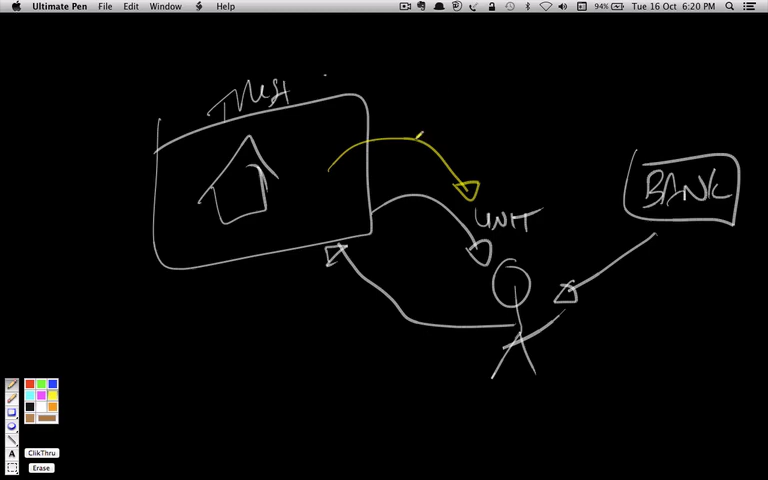 Ultimate Pen File Edit Window Help 94% Tue 16 Oct 6:20 PM
TRUST
BANK
UNIT
A
ClikThru
Erase